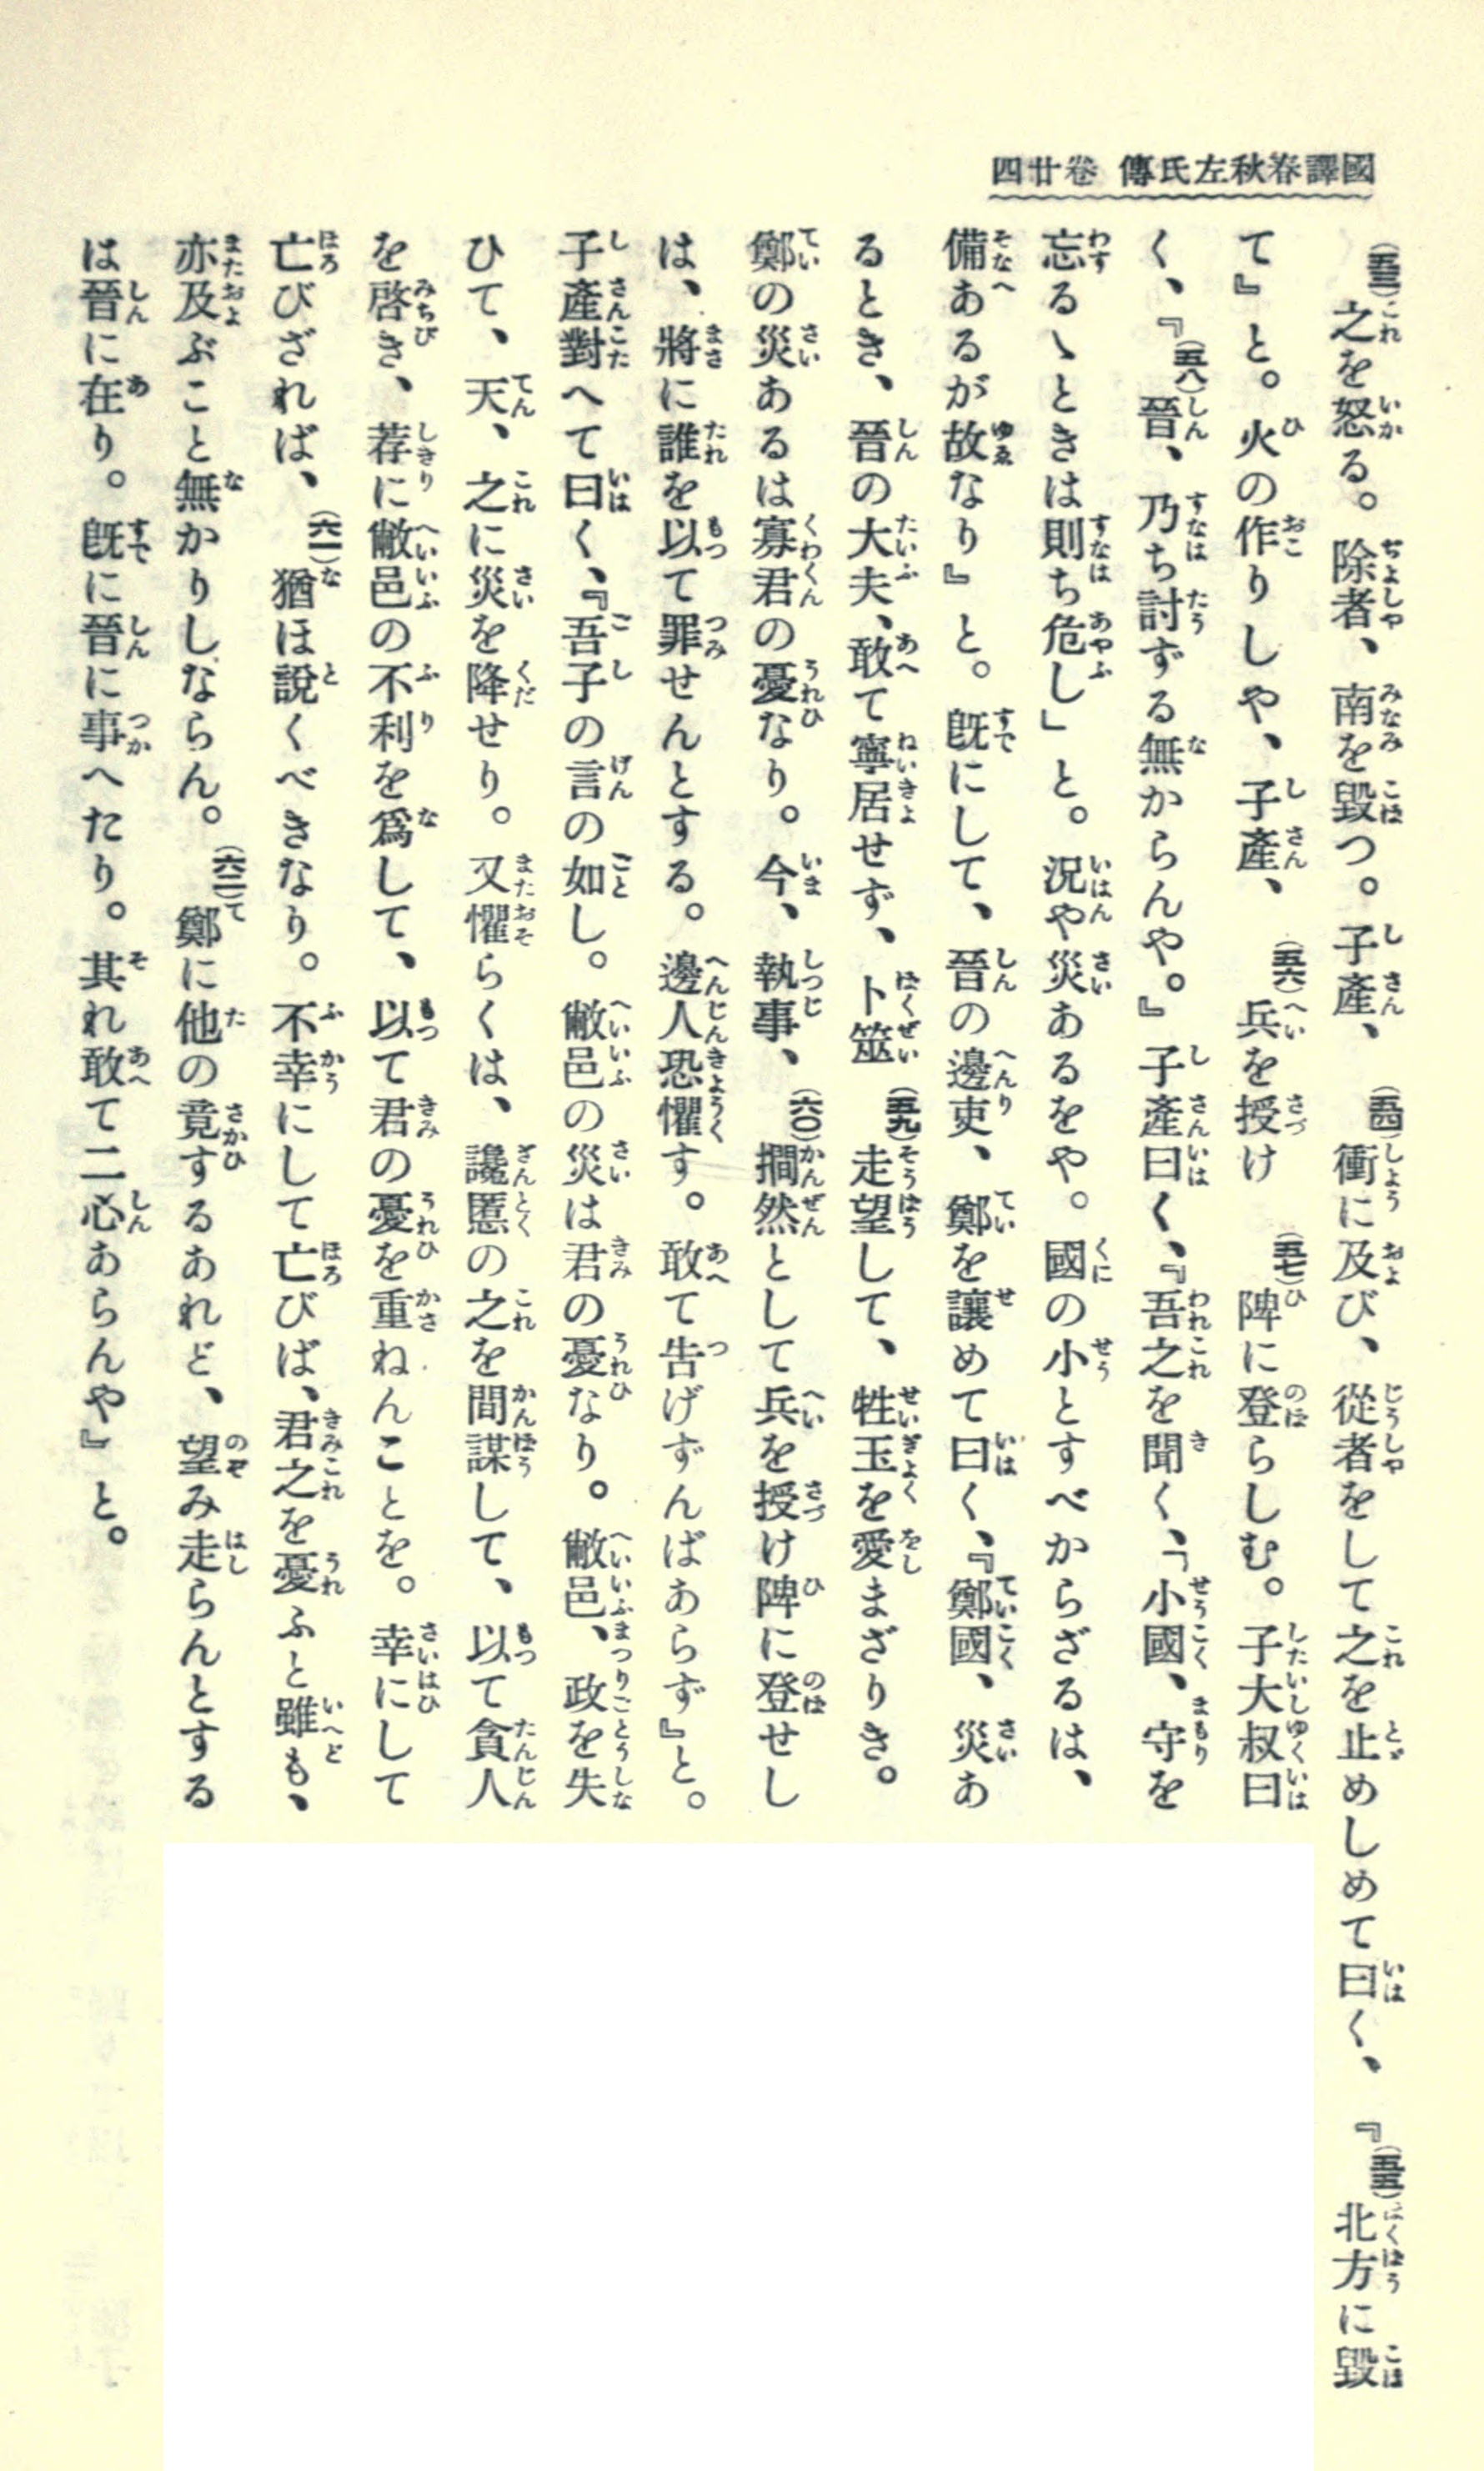 國譯春秋左氏傳 卷廿四
(五三)之を怒る。除者、南を毀つ。子產、(五四)衝に及び、從者をして之を止めしめて曰く、『(五五)北方に毀
て』と。火の作りしや、子產、(五六)兵を授け(五七)陴に登らしむ。子大叔曰
く、『(五八)晉、乃ち討ずる無からんや。』子產曰く、『吾之を聞く、「小國、守を
忘るゝときは則ち危し」と。況や災あるをや。國の小とすべからざるは、
備あるが故なり』と。旣にして、晉の邊吏、鄭を讓めて曰く、『鄭國、災あ
るとき、晉の大夫、敢て寧居せず、卜筮(五九)走望して、牲玉を愛まざりき。
鄭の災あるは寡君の憂なり。今、執事、(六〇)撊然として兵を授け陴に登せし
は、將に誰を以て罪せんとする。邊人恐懼す。敢て告げずんばあらず』と。
子產對へて曰く、『吾子の言の如し。敝邑の災は君の憂なり。敝邑、政を失
ひて、天、之に災を降せり。又懼らくは、讒慝の之を間謀して、以て貪人
を啓き、荐に敝邑の不利を爲して、以て君の憂を重ねんことを。幸にして
亡びざれば、(六一)猶ほ說くべきなり。不幸にして亡びば、君之を憂ふと雖も、
亦及ぶこと無かりしならん。(六二)鄭に他の竟するあれど、望み走らんとする
は晉に在り。旣に晉に事へたり。其れ敢て二心あらんや』と。